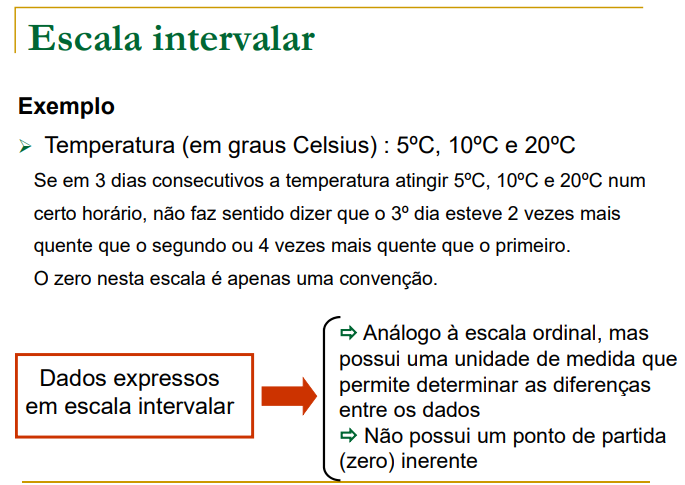 Escala intervalar
Exemplo
➢ Temperatura (em graus Celsius) : 5ºC, 10ºC e 20ºC
Se em 3 dias consecutivos a temperatura atingir 5ºC, 10ºC e 20ºC num
certo horário, não faz sentido dizer que o 3º dia esteve 2 vezes mais
quente que o segundo ou 4 vezes mais quente que o primeiro.
O zero nesta escala é apenas uma convenção.
Dados expressos
em escala intervalar
⇨ Análogo à escala ordinal, mas
possui uma unidade de medida que
permite determinar as diferenças
entre os dados
⇨ Não possui um ponto de partida
(zero) inerente